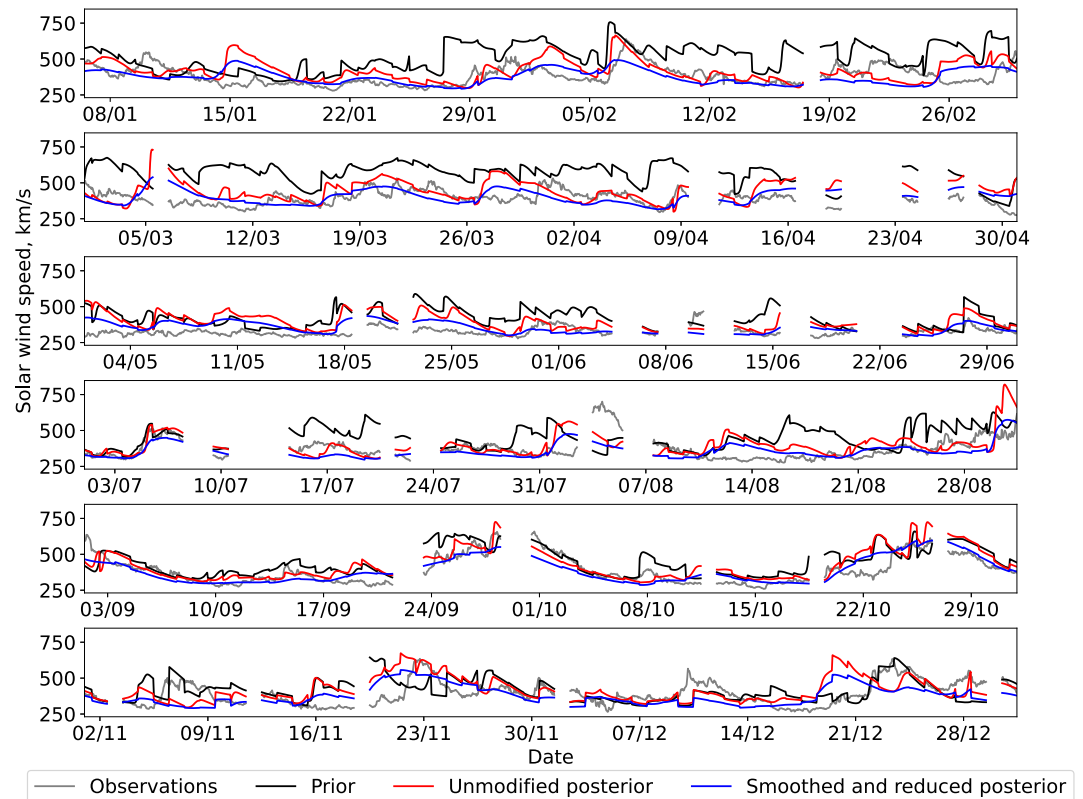 750
500
250
08/01 15/01 22/01 29/01 05/02 12/02 19/02 26/02
750
500
250
05/03 12/03 19/03 26/03 02/04 09/04 16/04 23/04 30/04
750
500
250
04/05 11/05 18/05 25/05 01/06 08/06 15/06 22/06 29/06
Solar wind speed, km/s
750
500
250
03/07 10/07 17/07 24/07 31/07 07/08 14/08 21/08 28/08
750
500
250
03/09 10/09 17/09 24/09 01/10 08/10 15/10 22/10 29/10
750
500
250
02/11 09/11 16/11 23/11 30/11 07/12 14/12 21/12 28/12
Date
Observations Prior Unmodified posterior Smoothed and reduced posterior